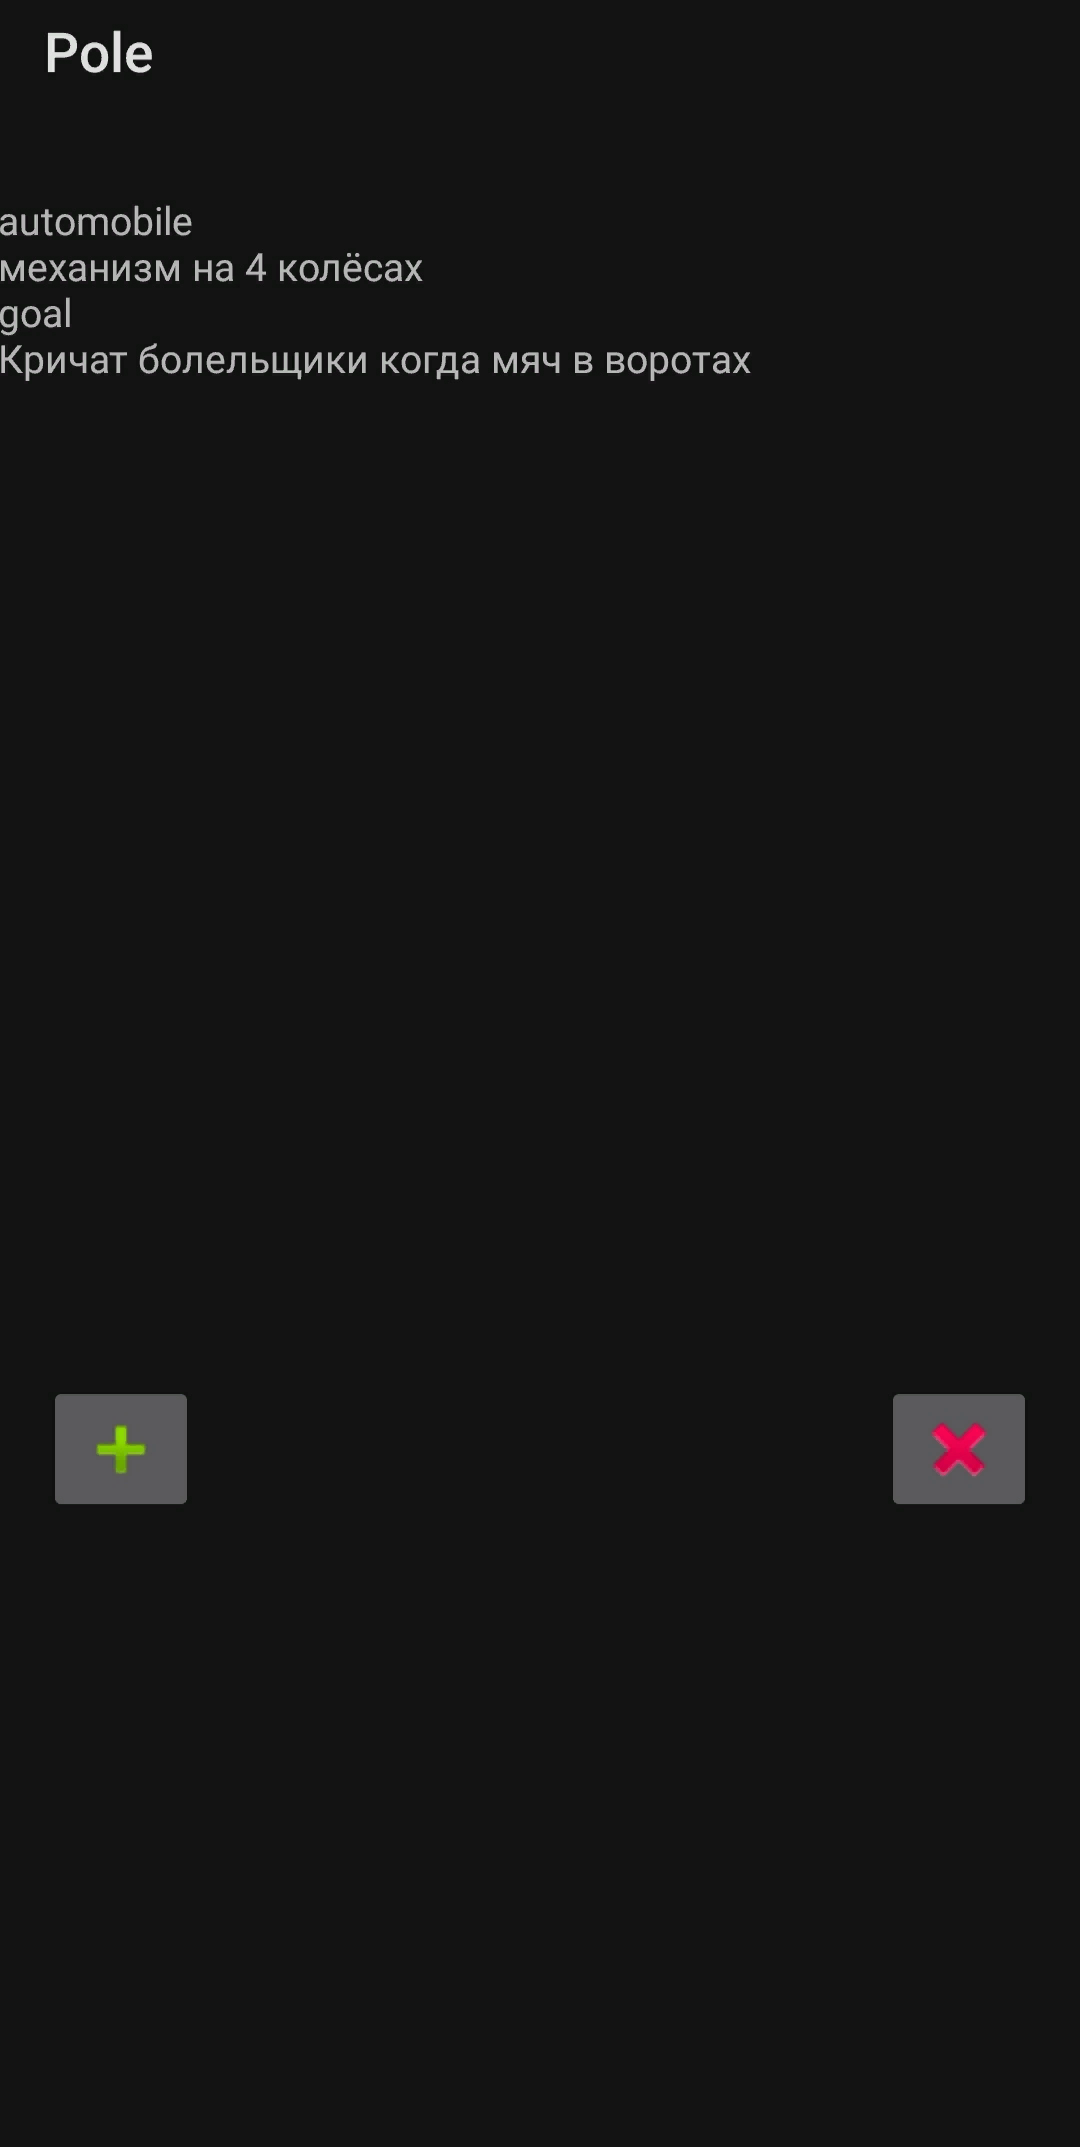 Pole
automobile
механизм на 4 колёсах
goal
Кричат болельщики когда мяч в воротах